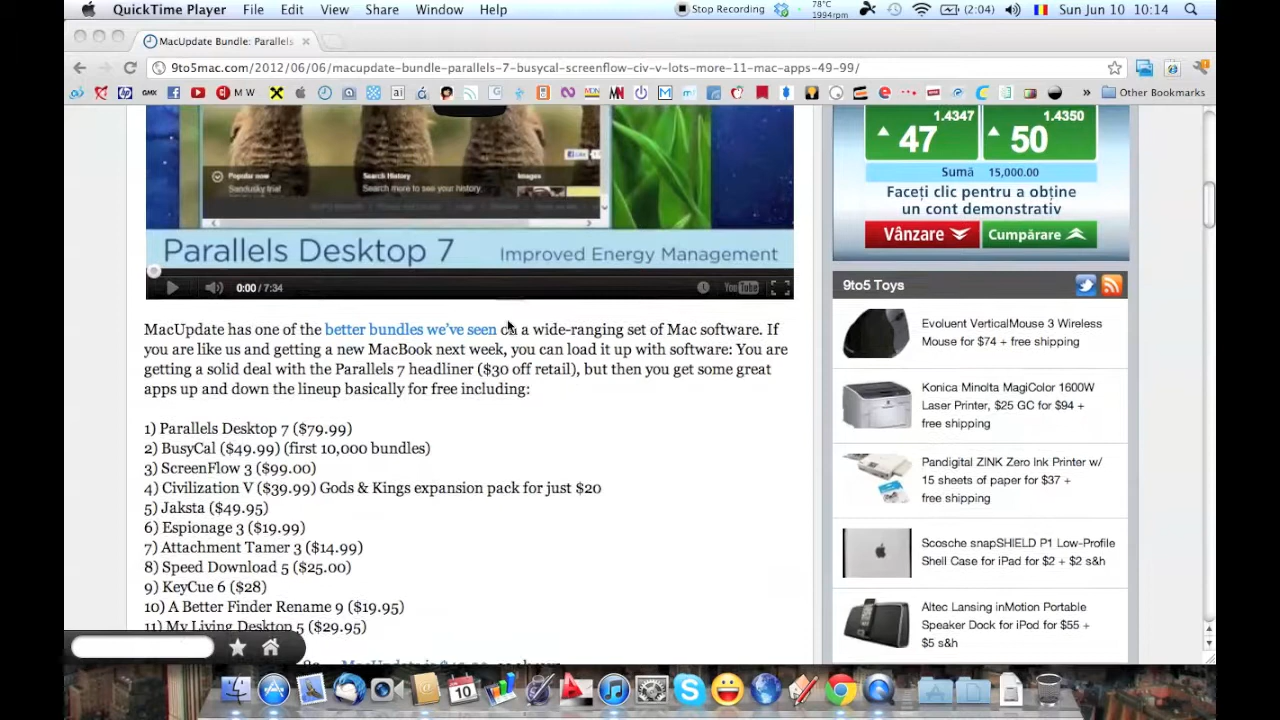 QuickTime Player File Edit View Share Window Help Stop Recording 78°C 1994rpm (2:04) Sun Jun 10 10:14
MacUpdate Bundle: Parallels
9to5mac.com/2012/06/06/macupdate-bundle-parallels-7-busycal-screenflow-civ-v-lots-more-11-mac-apps-49-99/
GMX M W ai MDN » Other Bookmarks
Popular now
Sandusky trial
Search History
Search more to see your history.
Images
Like
Parallels Desktop 7 Improved Energy Management
0:00 / 7:34 YouTube
MacUpdate has one of the better bundles we've seen on a wide-ranging set of Mac software. If
you are like us and getting a new MacBook next week, you can load it up with software: You are
getting a solid deal with the Parallels 7 headliner ($30 off retail), but then you get some great
apps up and down the lineup basically for free including:
1) Parallels Desktop 7 ($79.99)
2) BusyCal ($49.99) (first 10,000 bundles)
3) ScreenFlow 3 ($99.00)
4) Civilization V ($39.99) Gods & Kings expansion pack for just $20
5) Jaksta ($49.95)
6) Espionage 3 ($19.99)
7) Attachment Tamer 3 ($14.99)
8) Speed Download 5 ($25.00)
9) KeyCue 6 ($28)
10) A Better Finder Rename 9 ($19.95)
11) My Living Desktop 5 ($29.95)
1.4347 1.4350
47 50
Sumă 15,000.00
Faceți clic pentru a obține
un cont demonstrativ
Vânzare Cumpărare
9to5 Toys
Evoluent VerticalMouse 3 Wireless
Mouse for $74 + free shipping
Konica Minolta MagiColor 1600W
Laser Printer, $25 GC for $94 +
free shipping
Pandigital ZINK Zero Ink Printer w/
15 sheets of paper for $37 +
free shipping
Scosche snapSHIELD P1 Low-Profile
Shell Case for iPad for $2 + $2 s&h
Altec Lansing inMotion Portable
Speaker Dock for iPod for $55 +
$5 s&h
10